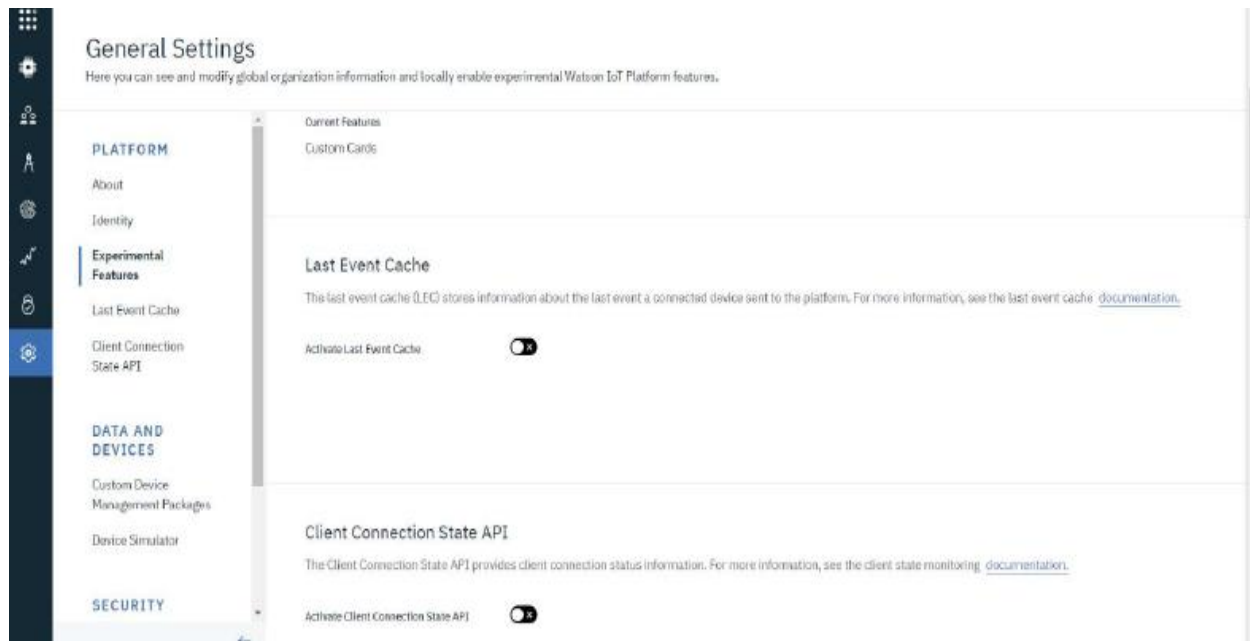 General Settings
Here you can see and modify global organization information and locally enable experimental Watson IoT Platform features.
PLATFORM
About
Identity
Experimental
Features
Last Event Cache
Client Connection
State API
DATA AND
DEVICES
Custom Device
Management Packages
Device Simulator
SECURITY
Current Features
Custom Cards
Last Event Cache
The last event cache (LEC) stores information about the last event a connected device sent to the platform. For more information, see the last event cache documentation.
Activate Last Event Cache
Client Connection State API
The Client Connection State API provides client connection status information. For more information, see the client state monitoring documentation.
Activate Client Connection State API